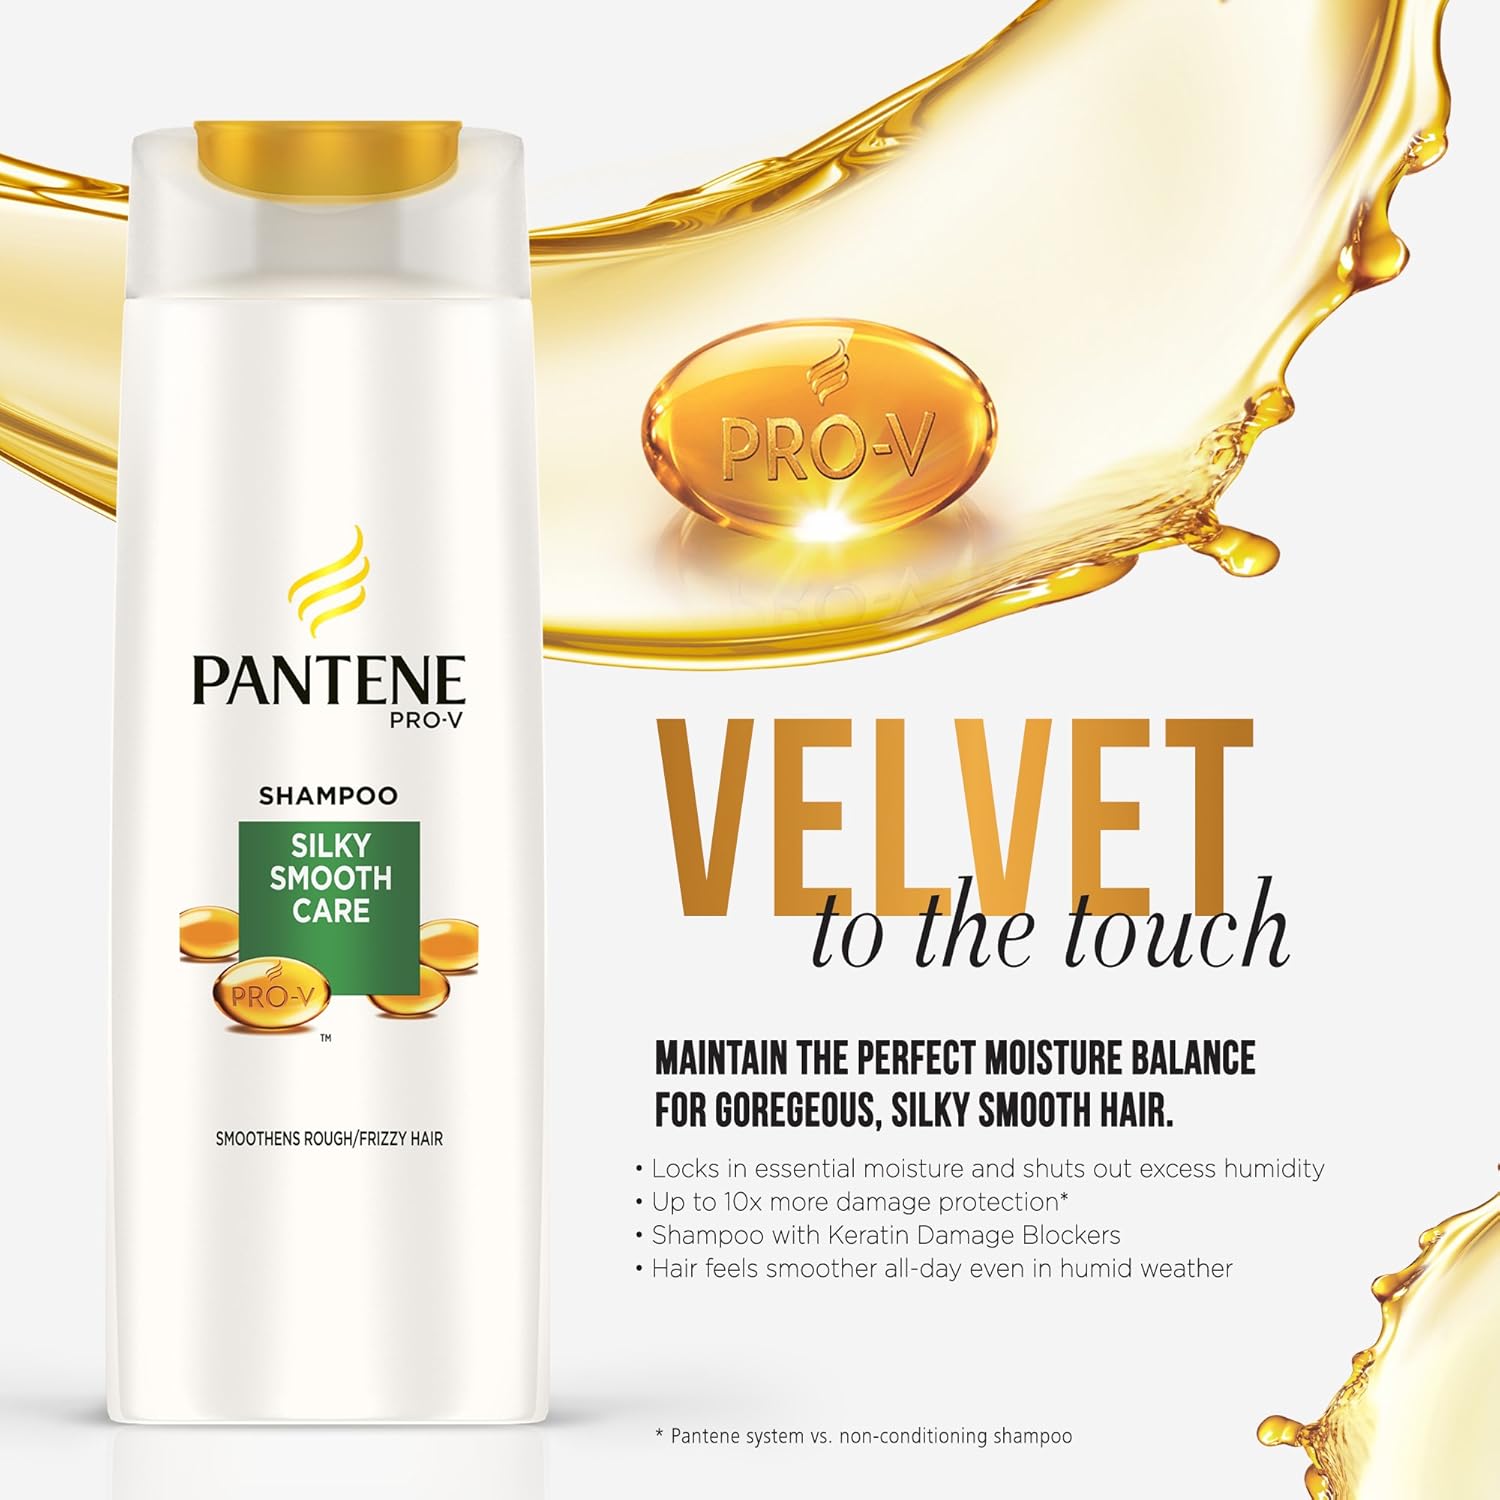 PANTENE
PRO-V
SHAMPOO
SILKY
SMOOTH
CARE
PRO-V
TM
SMOOTHENS ROUGH/FRIZZY HAIR
PRO-V
VELVET
to the touch
MAINTAIN THE PERFECT MOISTURE BALANCE
FOR GOREGEOUS, SILKY SMOOTH HAIR.
• Locks in essential moisture and shuts out excess humidity
• Up to 10x more damage protection*
• Shampoo with Keratin Damage Blockers
• Hair feels smoother all-day even in humid weather
* Pantene system vs. non-conditioning shampoo